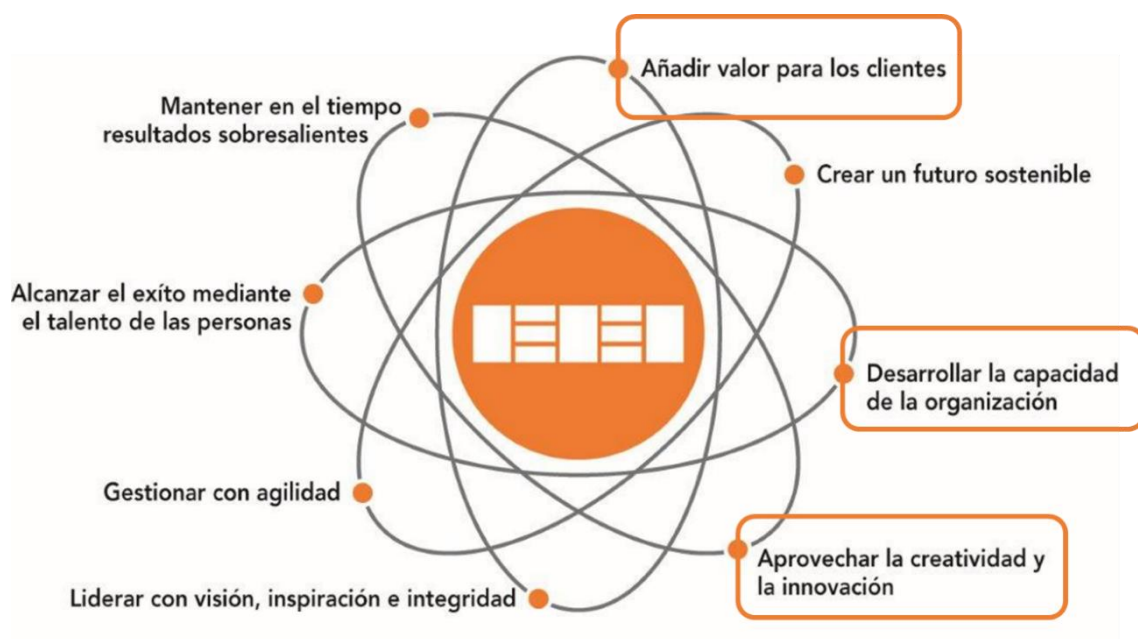 Añadir valor para los clientes
Mantener en el tiempo
resultados sobresalientes
Crear un futuro sostenible
Alcanzar el exíto mediante
el talento de las personas
Desarrollar la capacidad
de la organización
Gestionar con agilidad
Aprovechar la creatividad y
la innovación
Liderar con visión, inspiración e integridad